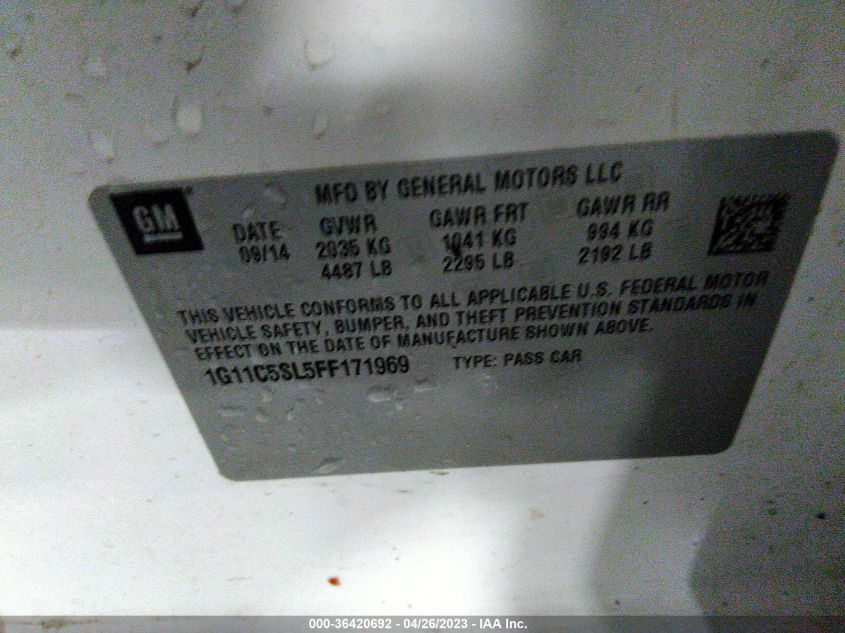 MFD BY GENERAL MOTORS LLC
GM
DATE GVWR GAWR FRT GAWR RR
09/14 2035 KG 1041 KG 994 KG
4487 LB 2295 LB 2192 LB
THIS VEHICLE CONFORMS TO ALL APPLICABLE U.S. FEDERAL MOTOR
VEHICLE SAFETY, BUMPER, AND THEFT PREVENTION STANDARDS IN
EFFECT ON THE DATE OF MANUFACTURE SHOWN ABOVE.
1G11C5SL5FF171969 TYPE: PASS CAR
000-36420692 - 04/26/2023 - IAA Inc.